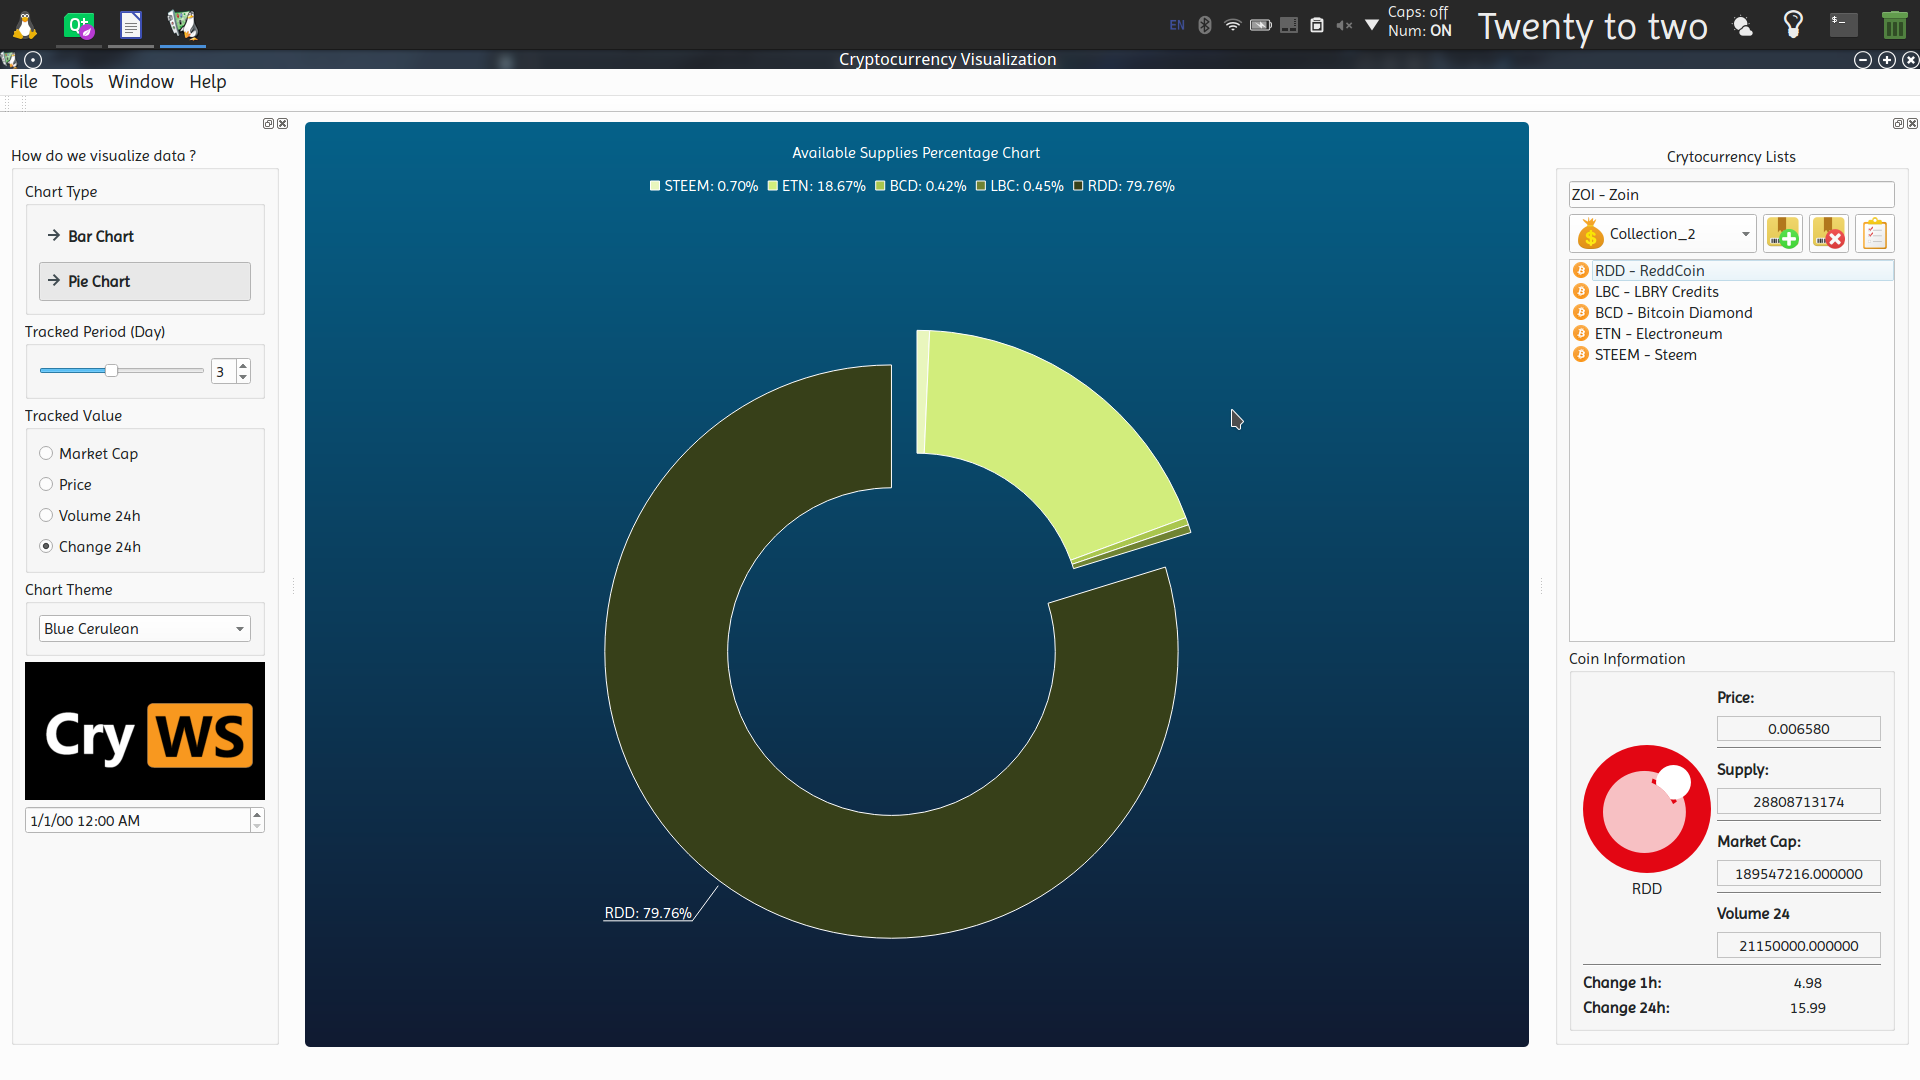 EN
Caps: off
Num: ON
Twenty to two
Cryptocurrency Visualization
File Tools Window Help
How do we visualize data ?
Chart Type
Bar Chart
Pie Chart
Tracked Period (Day)
3
Tracked Value
Market Cap
Price
Volume 24h
Change 24h
Chart Theme
Blue Cerulean
Cry WS
1/1/00 12:00 AM
Available Supplies Percentage Chart
STEEM: 0.70% ETN: 18.67% BCD: 0.42% LBC: 0.45% RDD: 79.76%
RDD: 79.76%
Crytocurrency Lists
ZOI - Zoin
Collection_2
RDD - ReddCoin
LBC - LBRY Credits
BCD - Bitcoin Diamond
ETN - Electroneum
STEEM - Steem
Coin Information
Price:
0.006580
Supply:
28808713174
Market Cap:
189547216.000000
RDD
Volume 24
21150000.000000
Change 1h: 4.98
Change 24h: 15.99